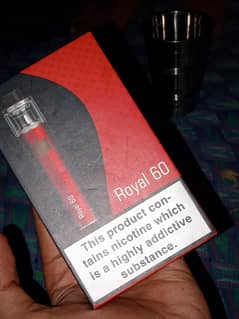 Royal 60
This product con-
tains nicotine which
is a highly addictive
substance.